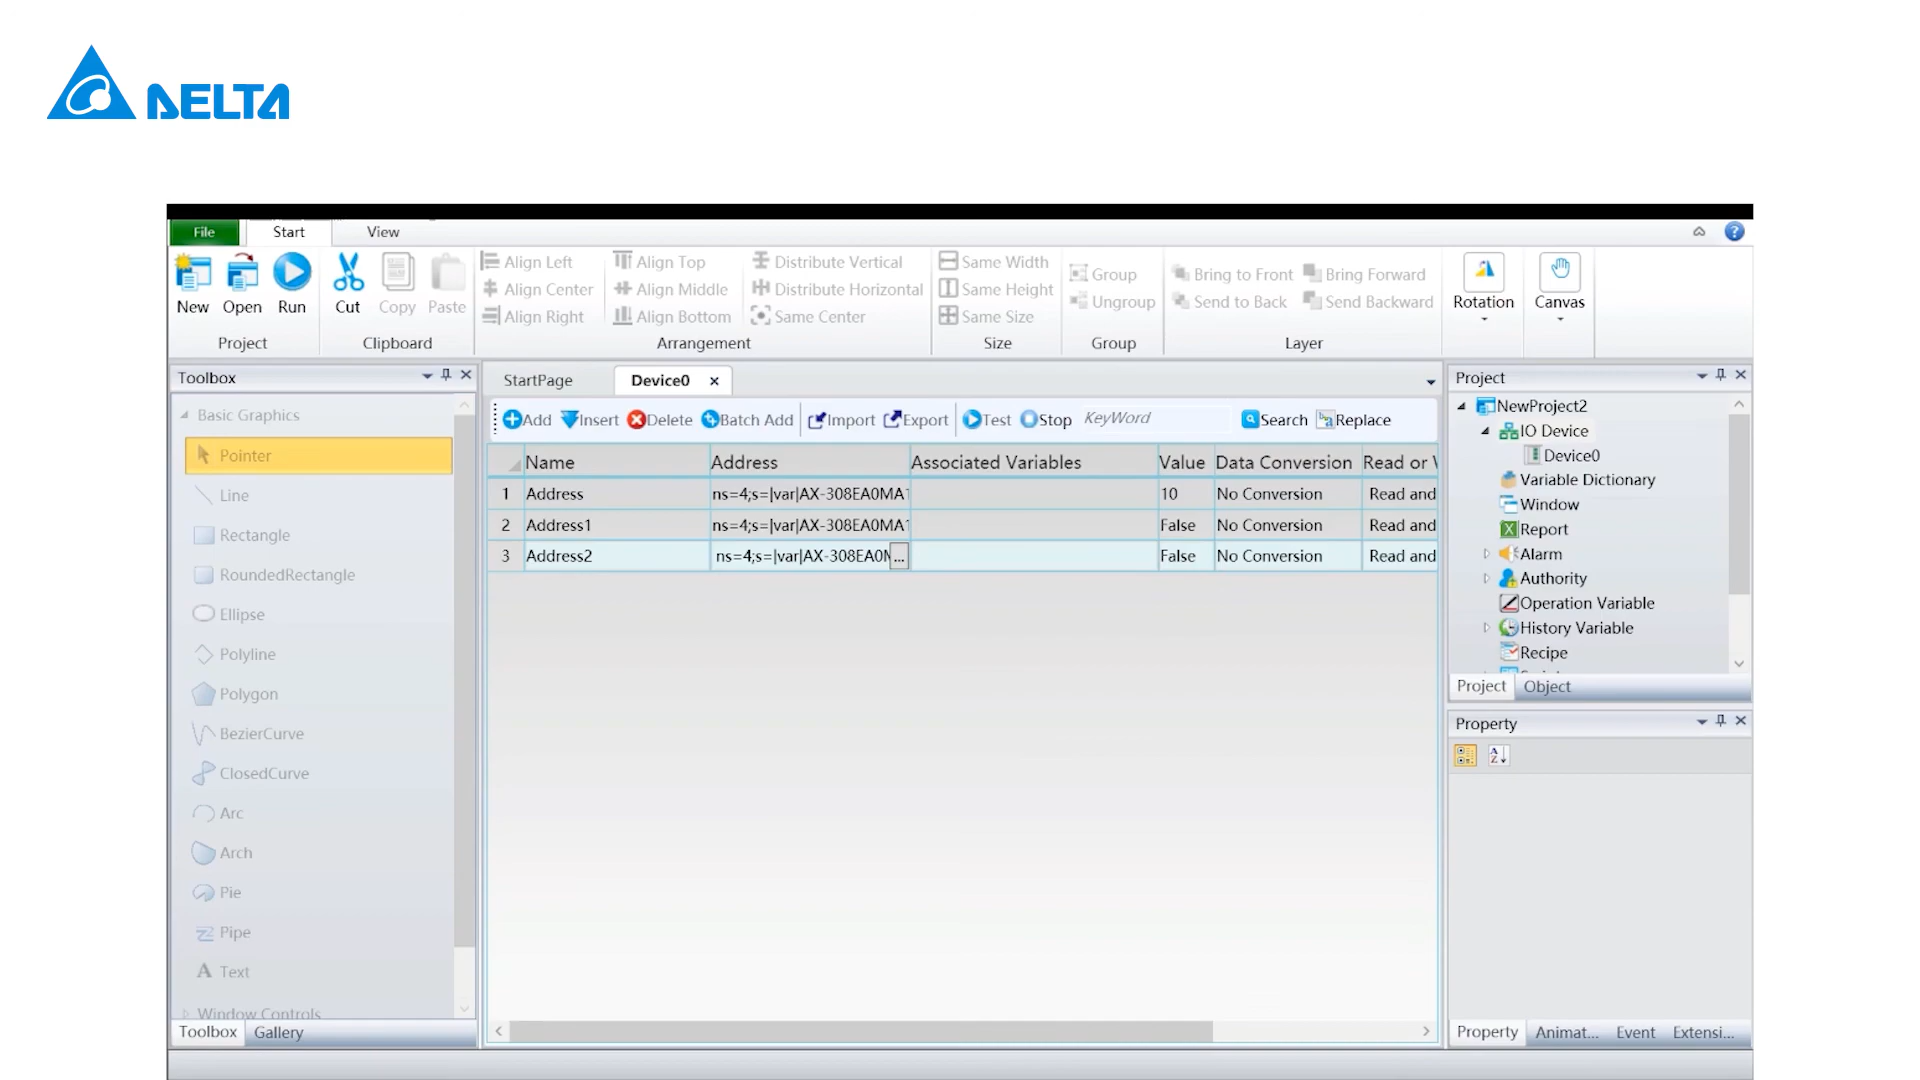 DELTA
File Start View
New Open Run Cut Copy Paste
Align Left Align Top Distribute Vertical Same Width
Align Center Align Middle Distribute Horizontal Same Height
Align Right Align Bottom Same Center Same Size
Group Bring to Front Bring Forward
Ungroup Send to Back Send Backward
Rotation Canvas
Project Clipboard Arrangement Size Group Layer
Toolbox
Basic Graphics
Pointer
Line
Rectangle
RoundedRectangle
Ellipse
Polyline
Polygon
BezierCurve
ClosedCurve
Arc
Arch
Pie
Pipe
A Text
Window Controls
Toolbox Gallery
StartPage Device0
Add Insert Delete Batch Add Import Export Test Stop KeyWord Search Replace
Name Address Associated Variables Value Data Conversion Read or
1 Address ns=4;s=|var|AX-308EA0MA1 10 No Conversion Read and
2 Address1 ns=4;s=|var|AX-308EA0MA1 False No Conversion Read and
3 Address2 ns=4;s=|var|AX-308EA0M ... False No Conversion Read and
Project
NewProject2
IO Device
Device0
Variable Dictionary
Window
Report
Alarm
Authority
Operation Variable
History Variable
Recipe
Project Object
Property
Property Animat... Event Extensi...